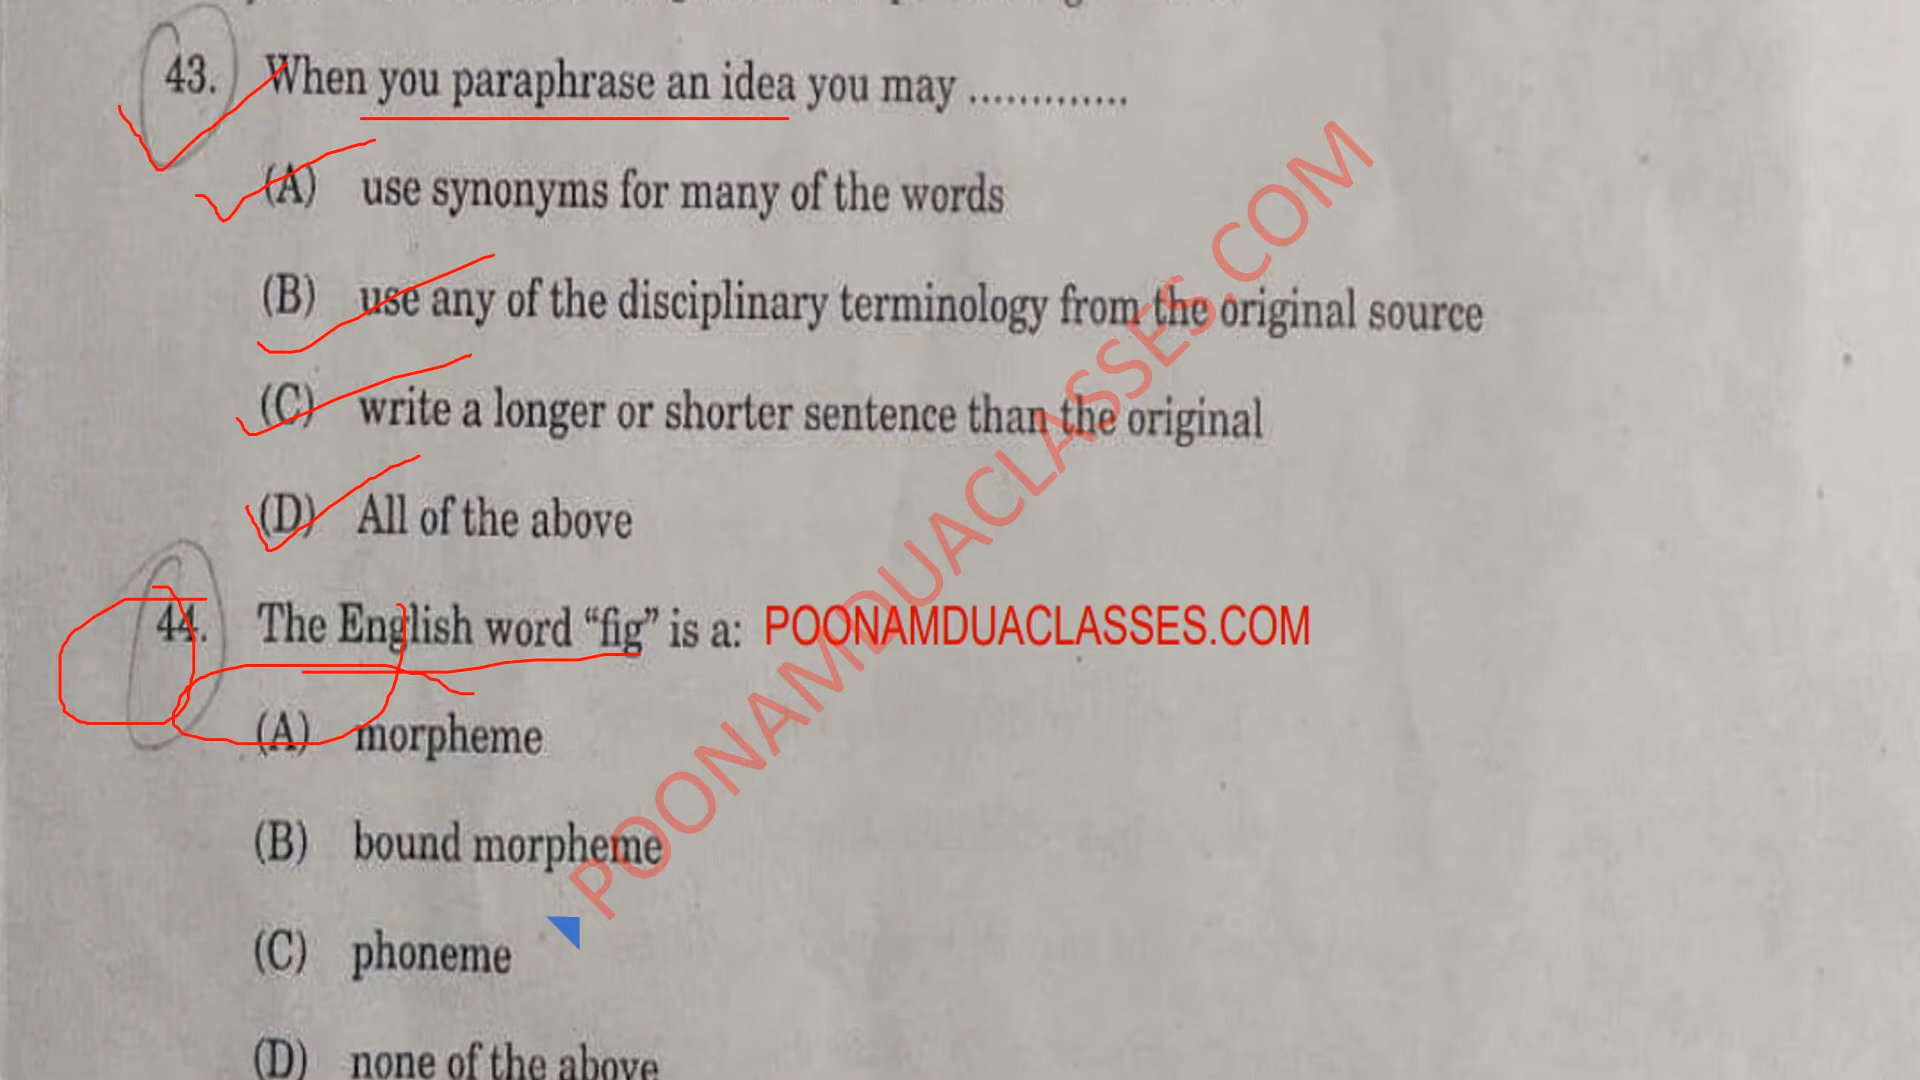 43. When you paraphrase an idea you may .............
(A) use synonyms for many of the words
(B) use any of the disciplinary terminology from the original source
(C) write a longer or shorter sentence than the original
(D) All of the above
44. The English word “fig” is a: POONAMDUACLASSES.COM
(A) morpheme
(B) bound morpheme
(C) phoneme
(D) none of the above
POONAMDUACLASSES.COM